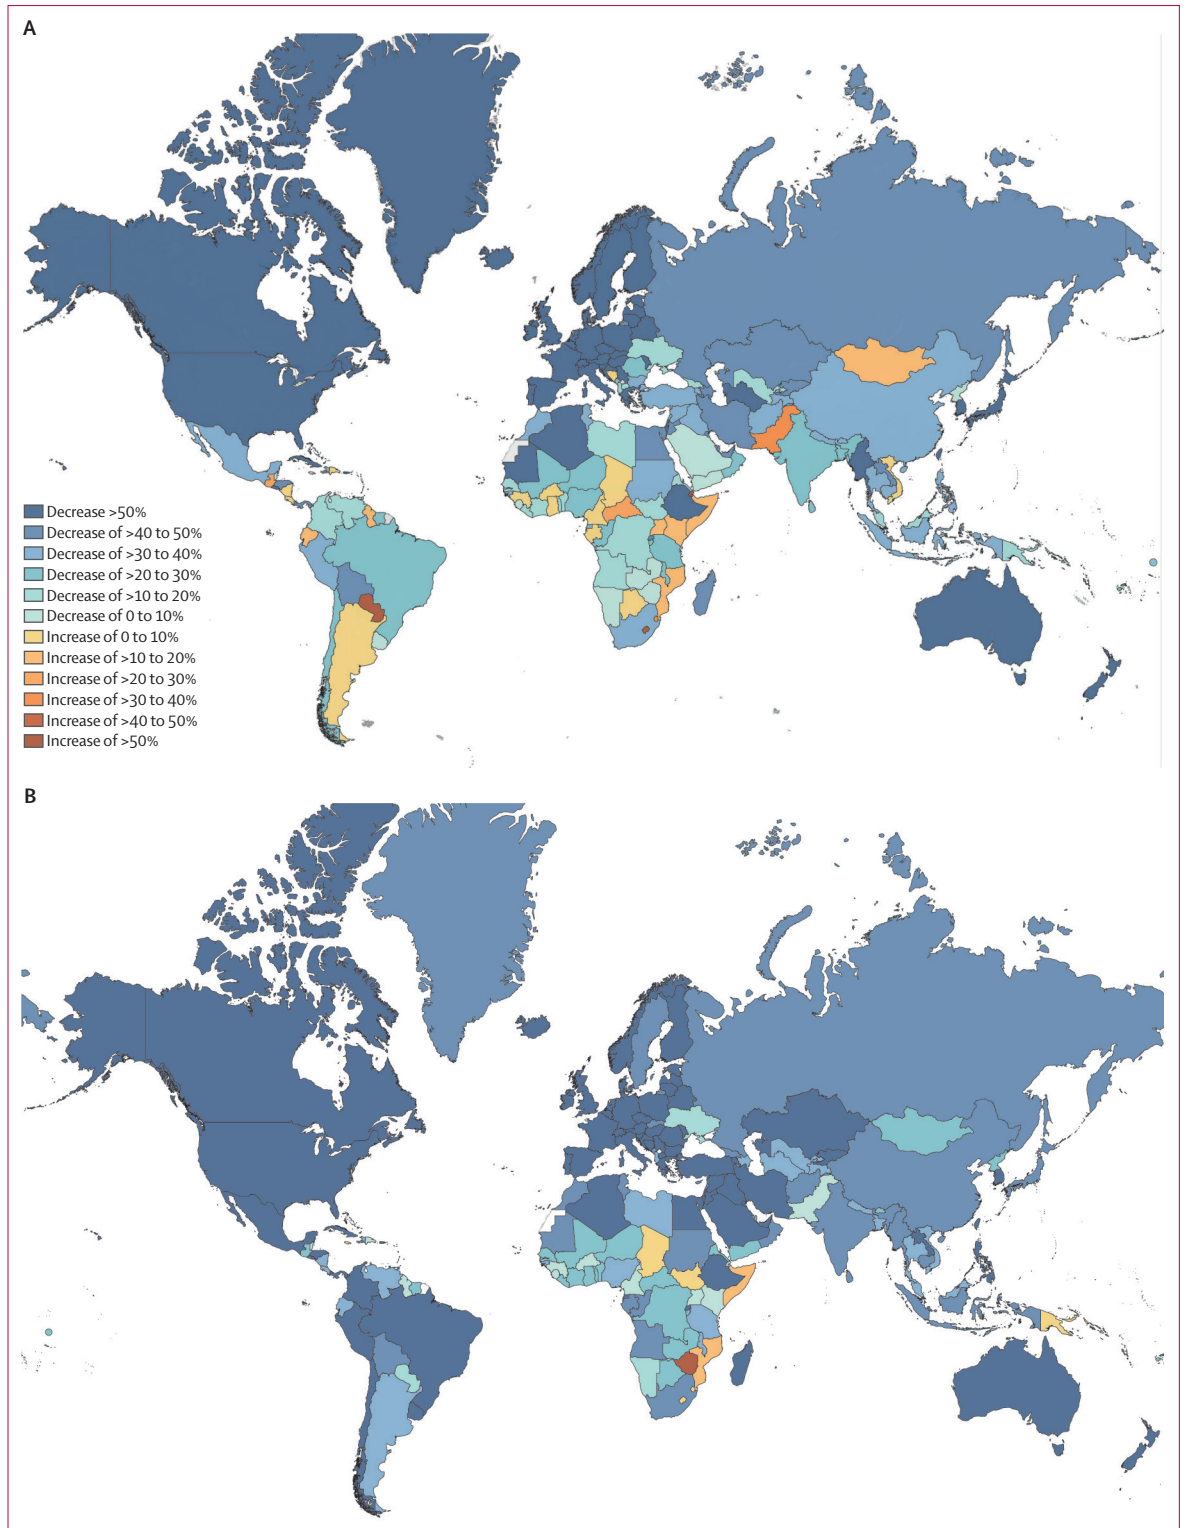 A
Decrease >50%
Decrease of >40 to 50%
Decrease of >30 to 40%
Decrease of >20 to 30%
Decrease of >10 to 20%
Decrease of 0 to 10%
Increase of 0 to 10%
Increase of >10 to 20%
Increase of >20 to 30%
Increase of >30 to 40%
Increase of >40 to 50%
Increase of >50%
B